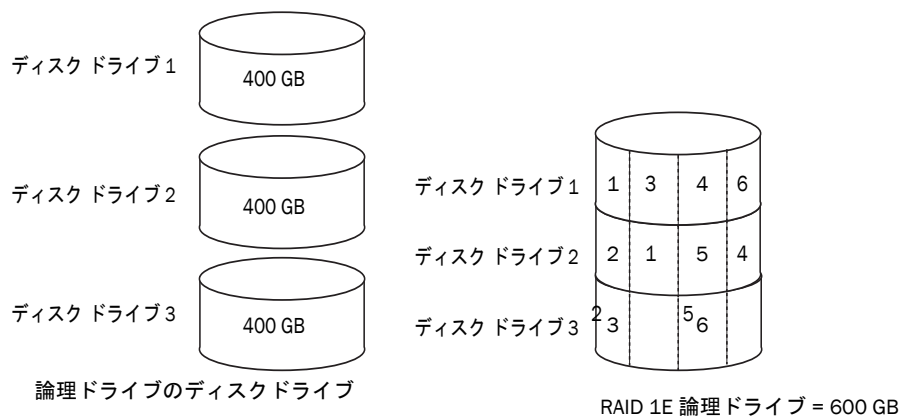 ディスク ドライブ 1
400 GB
ディスク ドライブ 2
400 GB
ディスク ドライブ 3
400 GB
論理ドライブのディスクドライブ
ディスク ドライブ 1 1 3 4 6
ディスク ドライブ 2 2 1 5 4
ディスク ドライブ 3 2 3 5 6
RAID 1E 論理ドライブ = 600 GB